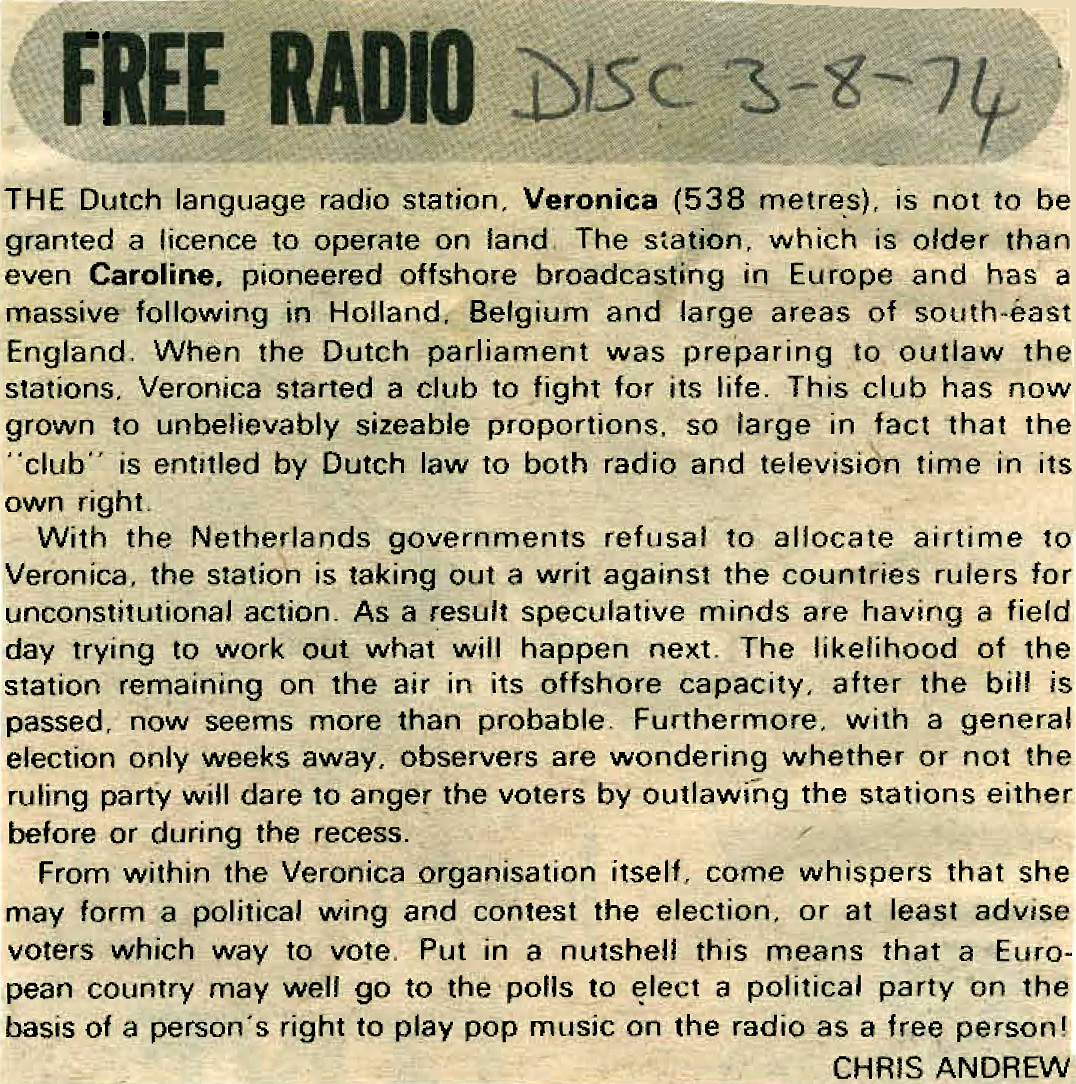 FREE RADIO DISC 3-8-74
THE Dutch language radio station, Veronica (538 metres), is not to be
granted a licence to operate on land. The station, which is older than
even Caroline, pioneered offshore broadcasting in Europe and has a
massive following in Holland, Belgium and large areas of south-east
England. When the Dutch parliament was preparing to outlaw the
stations, Veronica started a club to fight for its life. This club has now
grown to unbelievably sizeable proportions, so large in fact that the
"club" is entitled by Dutch law to both radio and television time in its
own right.
With the Netherlands governments refusal to allocate airtime to
Veronica, the station is taking out a writ against the countries rulers for
unconstitutional action. As a result speculative minds are having a field
day trying to work out what will happen next. The likelihood of the
station remaining on the air in its offshore capacity, after the bill is
passed, now seems more than probable. Furthermore, with a general
election only weeks away, observers are wondering whether or not the
ruling party will dare to anger the voters by outlawing the stations either
before or during the recess.
From within the Veronica organisation itself, come whispers that she
may form a political wing and contest the election, or at least advise
voters which way to vote. Put in a nutshell this means that a Euro-
pean country may well go to the polls to elect a political party on the
basis of a person's right to play pop music on the radio as a free person!
CHRIS ANDREW